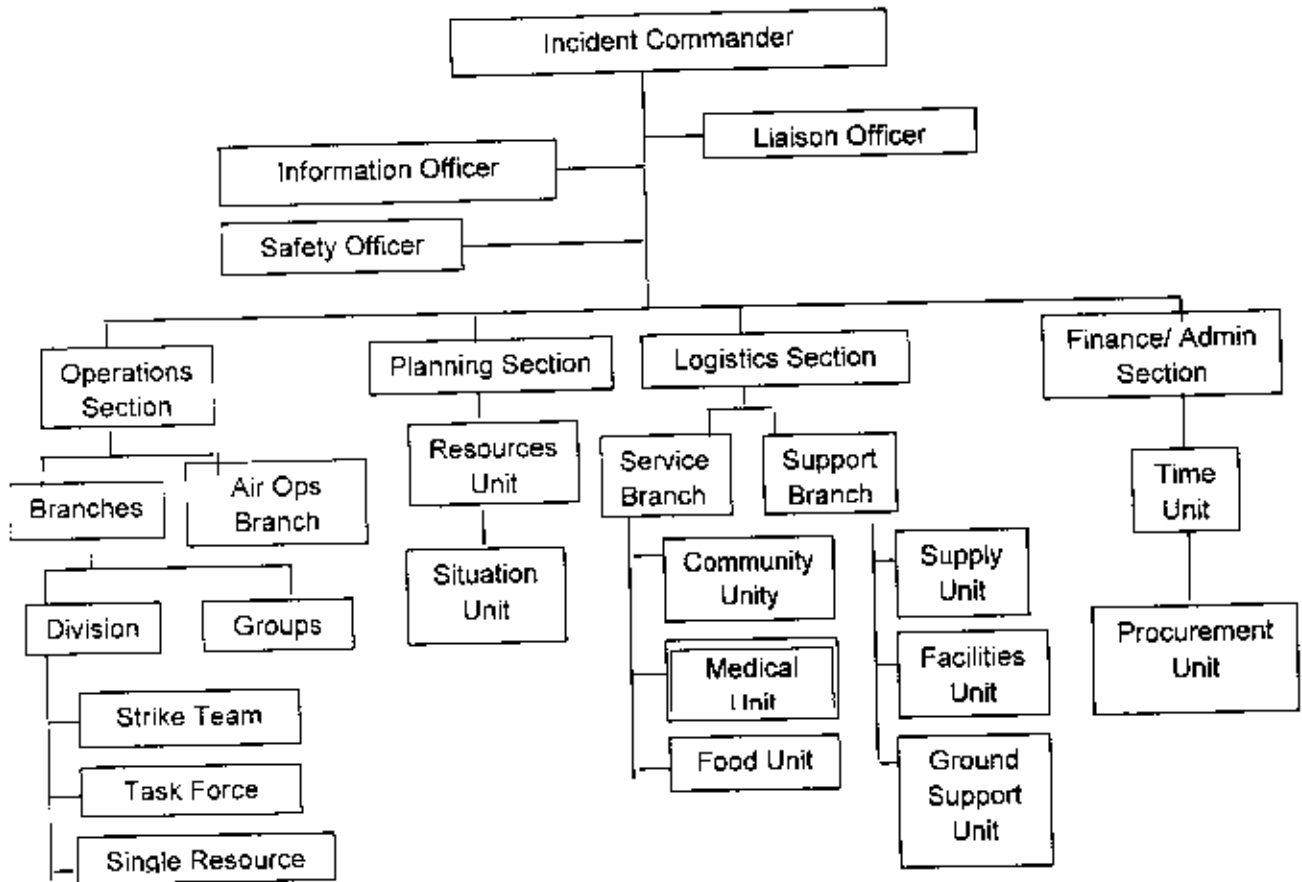 Incident Commander
Liaison Officer
Information Officer
Safety Officer
Operations
Section
Planning Section
Logistics Section
Finance/ Admin
Section
Branches
Air Ops
Branch
Resources
Unit
Service
Branch
Support
Branch
Time
Unit
Division
Groups
Situation
Unit
Community
Unity
Supply
Unit
Procurement
Unit
Medical
Unit
Facilities
Unit
Strike Team
Food Unit
Ground
Support
Unit
Task Force
Single Resource